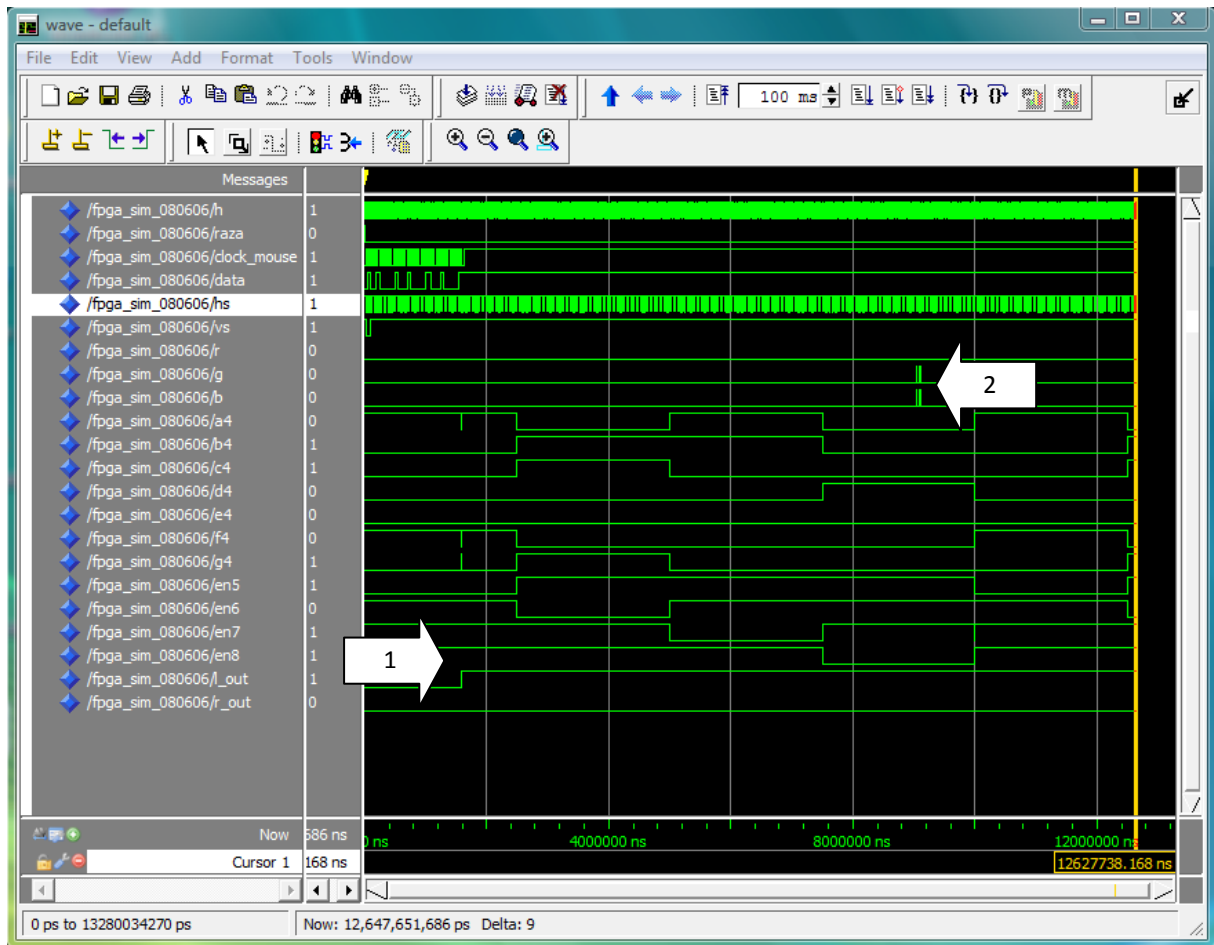 wave - default
File Edit View Add Format Tools Window
100 ms
Messages
/fpga_sim_080606/h 1
/fpga_sim_080606/raza 0
/fpga_sim_080606/clock_mouse 1
/fpga_sim_080606/data 1
/fpga_sim_080606/hs 1
/fpga_sim_080606/vs 1
/fpga_sim_080606/r 0
/fpga_sim_080606/g 0
/fpga_sim_080606/b 0
2
/fpga_sim_080606/a4 0
/fpga_sim_080606/b4 1
/fpga_sim_080606/c4 1
/fpga_sim_080606/d4 0
/fpga_sim_080606/e4 0
/fpga_sim_080606/f4 0
/fpga_sim_080606/g4 1
/fpga_sim_080606/en5 1
/fpga_sim_080606/en6 0
/fpga_sim_080606/en7 1
/fpga_sim_080606/en8 1
1
/fpga_sim_080606/l_out 1
/fpga_sim_080606/r_out 0
Now 686 ns
ns 4000000 ns 8000000 ns 12000000 ns
Cursor 1 168 ns 12627738.168 ns
0 ps to 13280034270 ps Now: 12,647,651,686 ps Delta: 9